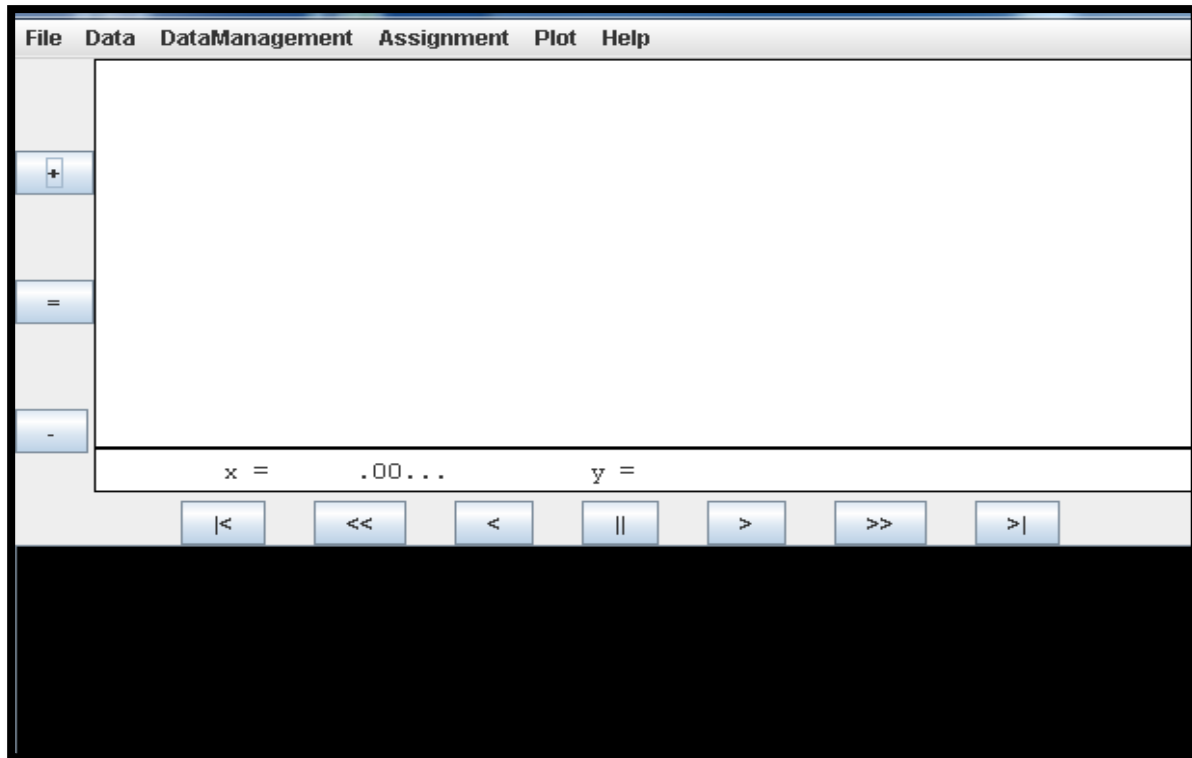 File Data DataManagement Assignment Plot Help
+
=
-
x = .00... y =
|< << < || > >> >|